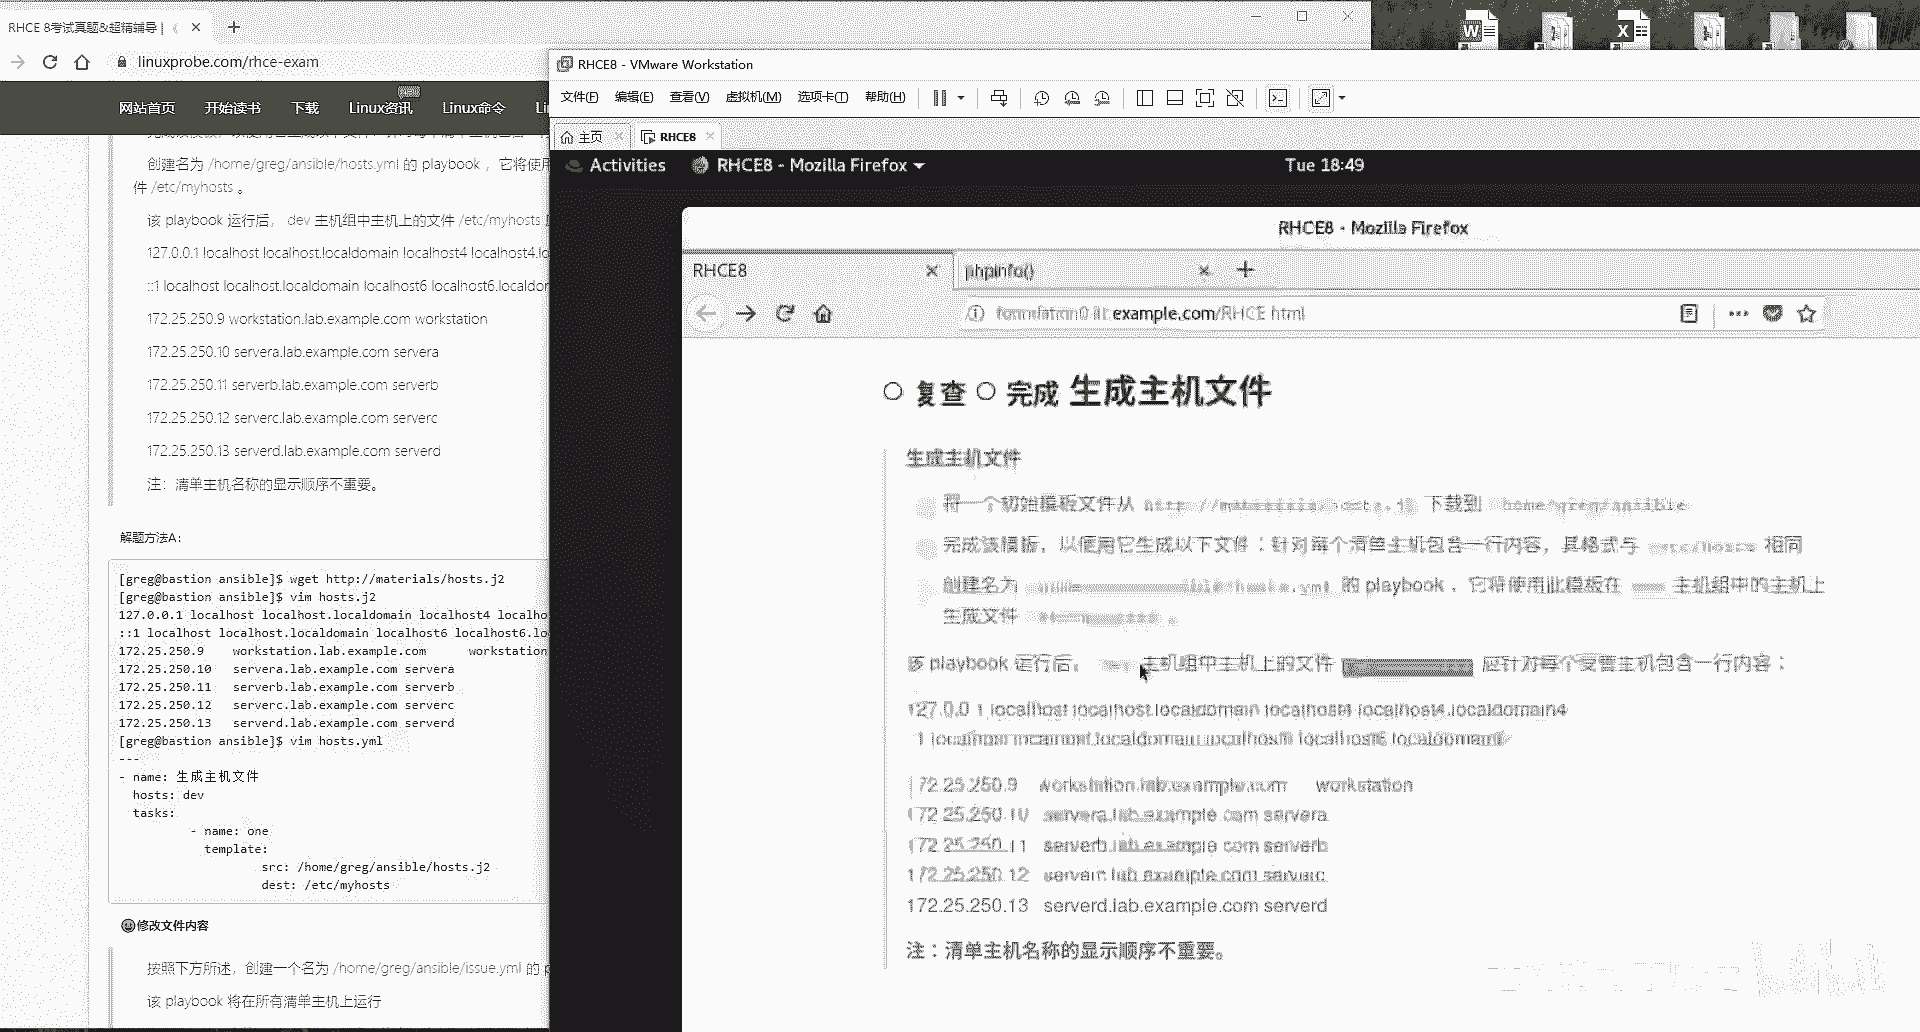 RHCE 8考试真题&超精辅导 | 《
linuxprobe.com/rhce-exam
网站首页 开始读书 下载 Linux资讯 Linux命令
创建名为 /home/greg/ansible/hosts.yml 的 playbook ，它将使用
件 /etc/myhosts 。
该 playbook 运行后， dev 主机组中主机上的文件 /etc/myhosts
127.0.0.1 localhost localhost.localdomain localhost4 localhost4.lo
::1 localhost localhost.localdomain localhost6 localhost6.localdor
172.25.250.9 workstation.lab.example.com workstation
172.25.250.10 servera.lab.example.com servera
172.25.250.11 serverb.lab.example.com serverb
172.25.250.12 serverc.lab.example.com serverc
172.25.250.13 serverd.lab.example.com serverd
注：清单主机名称的显示顺序不重要。
解题方法A:
[greg@bastion ansible]$ wget http://materials/hosts.j2
[greg@bastion ansible]$ vim hosts.j2
127.0.0.1 localhost localhost.localdomain localhost4 localho
::1 localhost localhost.localdomain localhost6 localhost6.lo
172.25.250.9 workstation.lab.example.com workstation
172.25.250.10 servera.lab.example.com servera
172.25.250.11 serverb.lab.example.com serverb
172.25.250.12 serverc.lab.example.com serverc
172.25.250.13 serverd.lab.example.com serverd
[greg@bastion ansible]$ vim hosts.yml
---
- name: 生成主机文件
hosts: dev
tasks:
- name: one
template:
src: /home/greg/ansible/hosts.j2
dest: /etc/myhosts
修改文件内容
按照下方所述，创建一个名为 /home/greg/ansible/issue.yml 的
该 playbook 将在所有清单主机上运行
RHCE8 - VMware Workstation
文件(F) 编辑(E) 查看(V) 虚拟机(M) 选项卡(T) 帮助(H)
主页 RHCE8
Activities RHCE8 - Mozilla Firefox Tue 18:49
RHCE8 - Mozilla Firefox
RHCE8 phpinfo()
example.com/RHCE html
复查 完成 生成主机文件
生成主机文件
将一个初始模板文件从 下载到 /home/greg/ansible
完成该模板，以便用它生成以下文件：针对每个清单主机包含一行内容，其格式与 /etc/hosts 相同
创建名为 的 playbook ，它将使用此模板在 主机组中的主机上
生成文件
该 playbook 运行后， 主机组中主机上的文件 应针对每个受管主机包含一行内容：
127.0.0.1 localhost localhost.localdomain localhost4 localhost4.localdomain4
172.25.250.9 workstation.lab.example.com workstation
172.25.250.10 servera.lab.example.com servera
172.25.250.11 serverb.lab.example.com serverb
172.25.250.12 serverc.lab.example.com serverc
172.25.250.13 serverd.lab.example.com serverd
注：清单主机名称的显示顺序不重要。